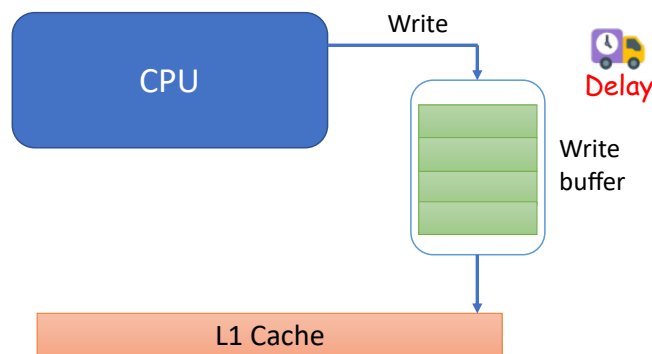 Write
CPU
Delay
Write
buffer
L1 Cache